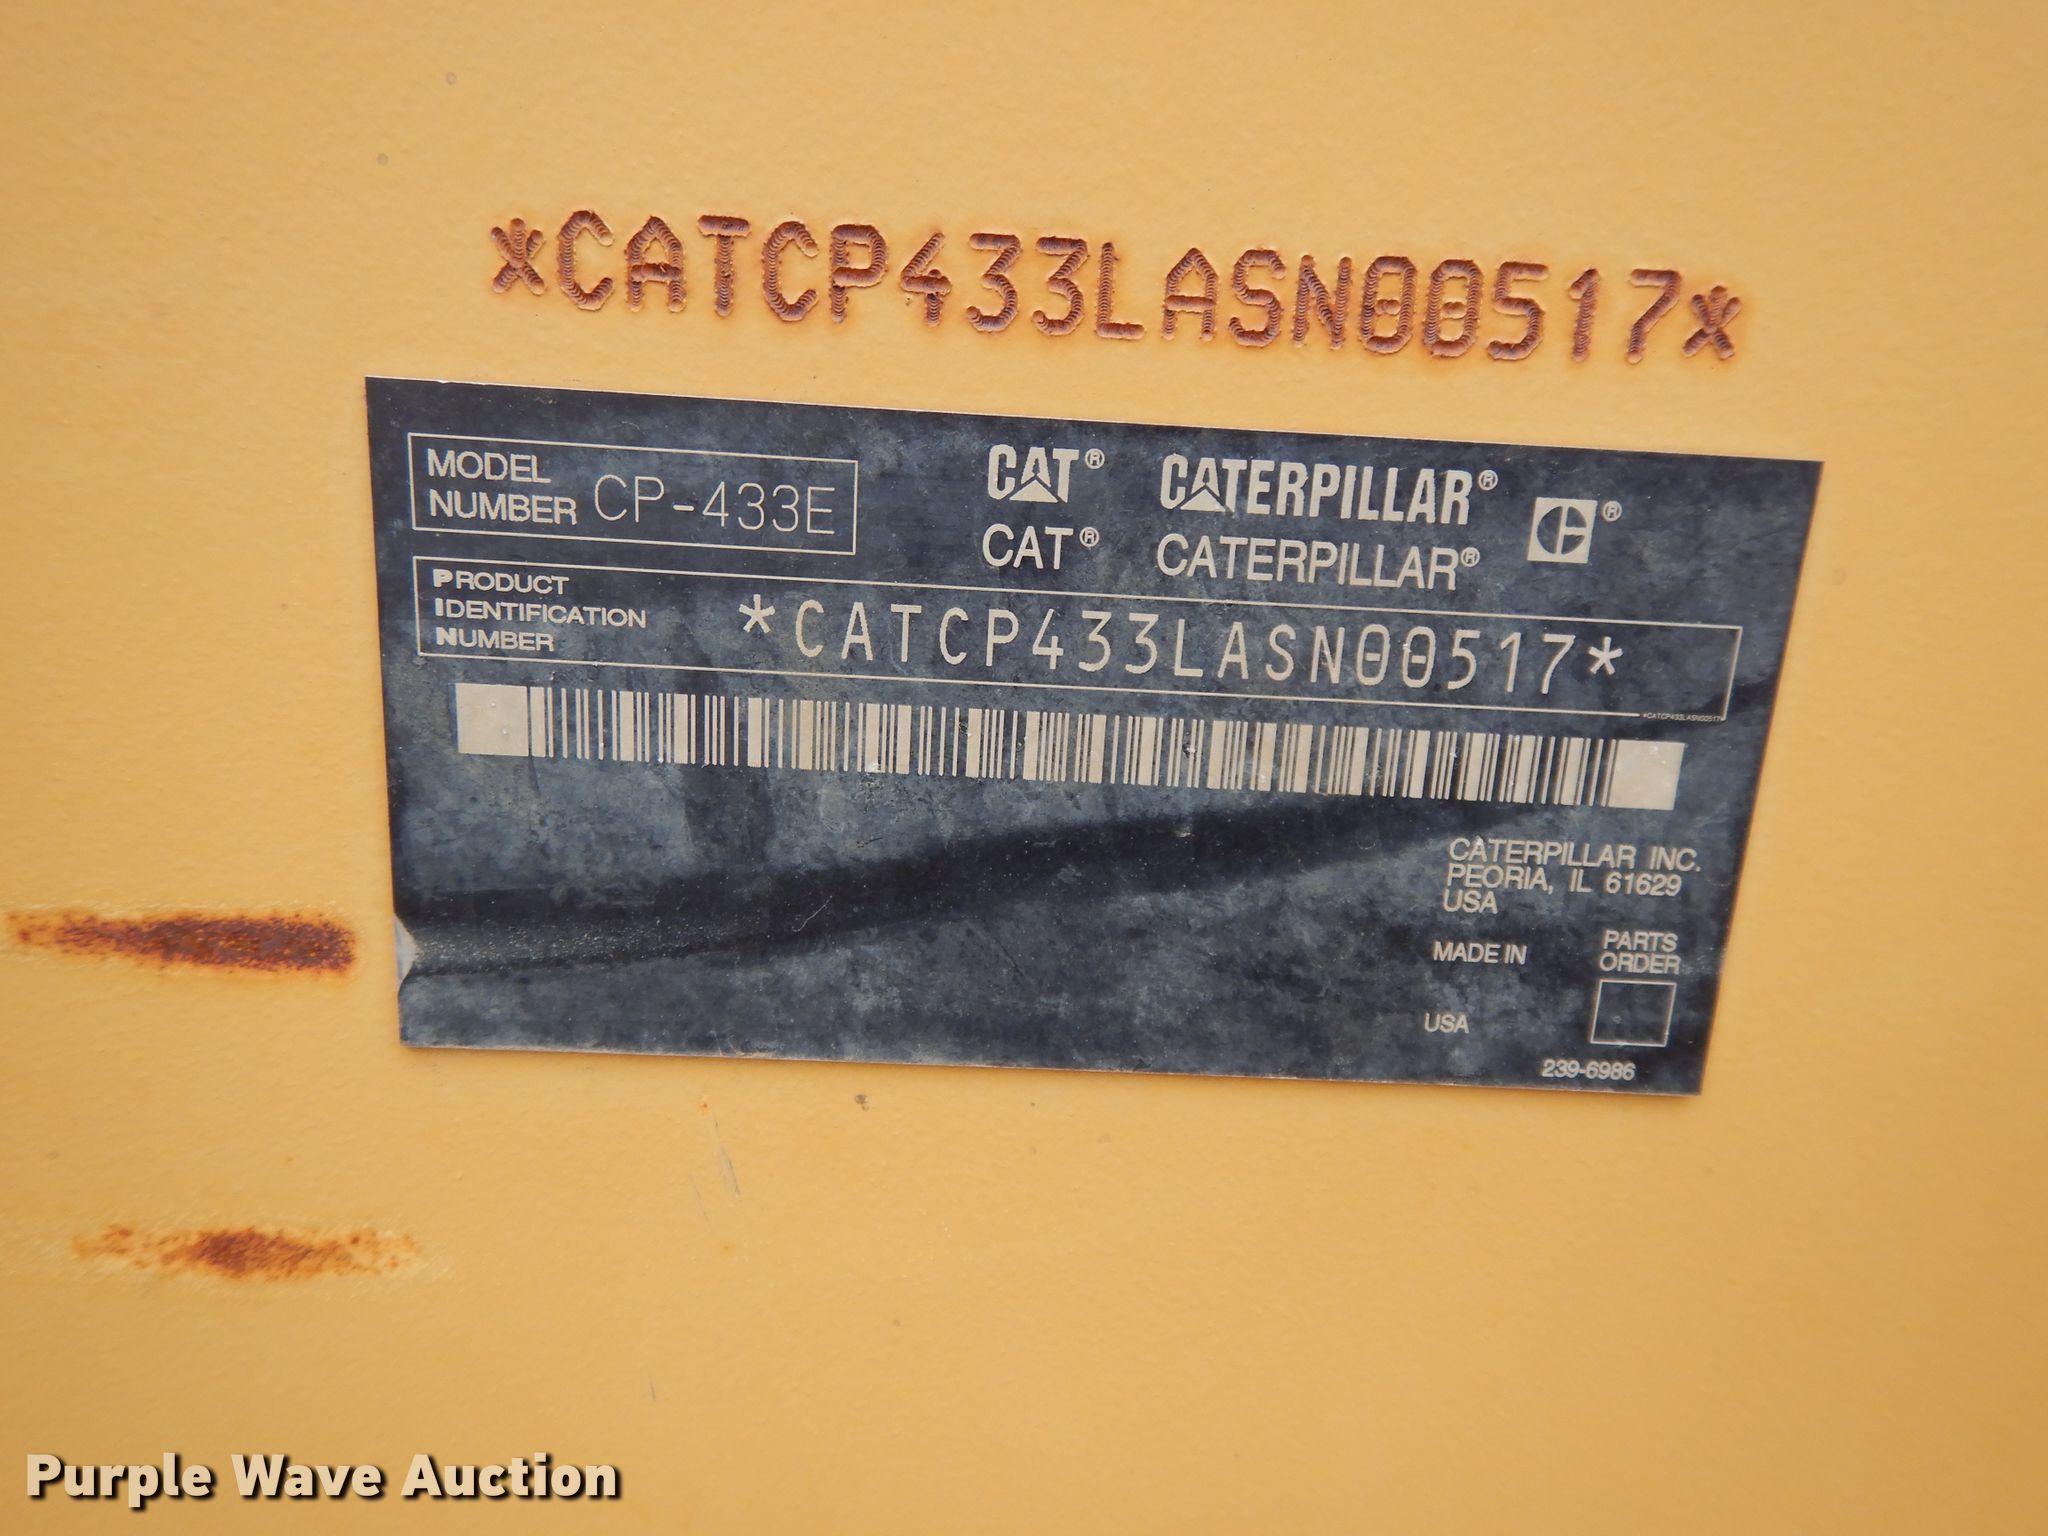 *CATCP433LASN00517*
MODEL NUMBER CP-433E
CAT® CATERPILLAR® ®
CAT® CATERPILLAR®
PRODUCT
IDENTIFICATION
NUMBER
*CATCP433LASN00517*
*CATCP433LASN00517*
CATERPILLAR INC.
PEORIA, IL 61629
USA
MADE IN
USA
PARTS
ORDER
239-6986
Purple Wave Auction